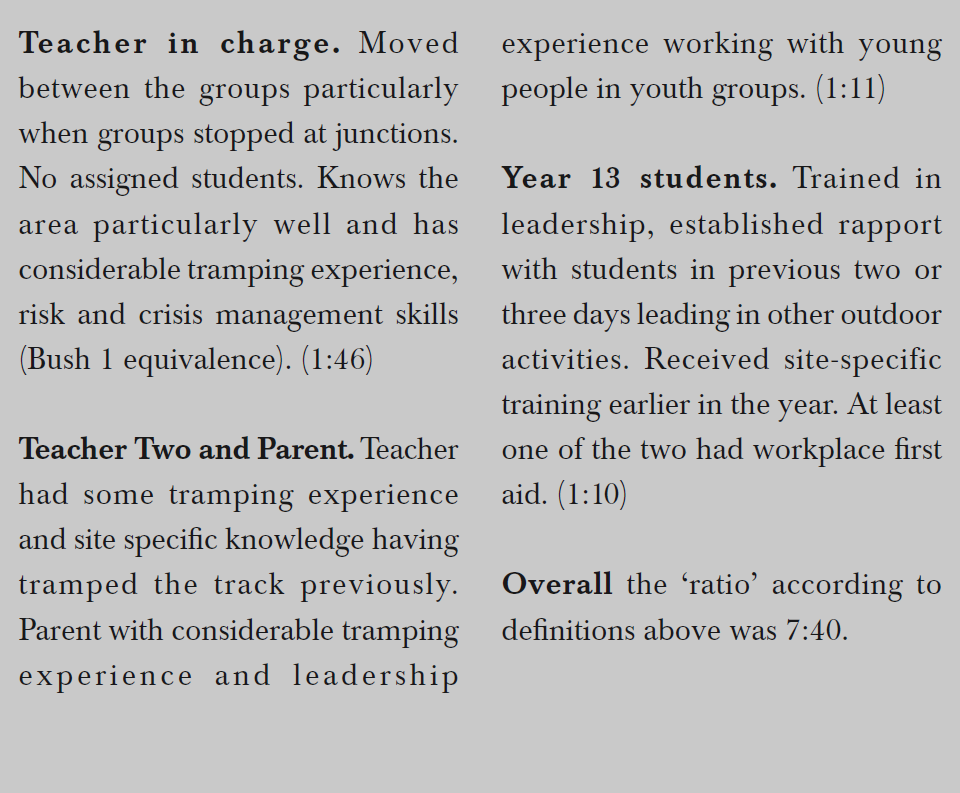 Teacher in charge. Moved
between the groups particularly
when groups stopped at junctions.
No assigned students. Knows the
area particularly well and has
considerable tramping experience,
risk and crisis management skills
(Bush 1 equivalence). (1:46)
Teacher Two and Parent. Teacher
had some tramping experience
and site specific knowledge having
tramped the track previously.
Parent with considerable tramping
experience and leadership
experience working with young
people in youth groups. (1:11)
Year 13 students. Trained in
leadership, established rapport
with students in previous two or
three days leading in other outdoor
activities. Received site-specific
training earlier in the year. At least
one of the two had workplace first
aid. (1:10)
Overall the ‘ratio’ according to
definitions above was 7:40.